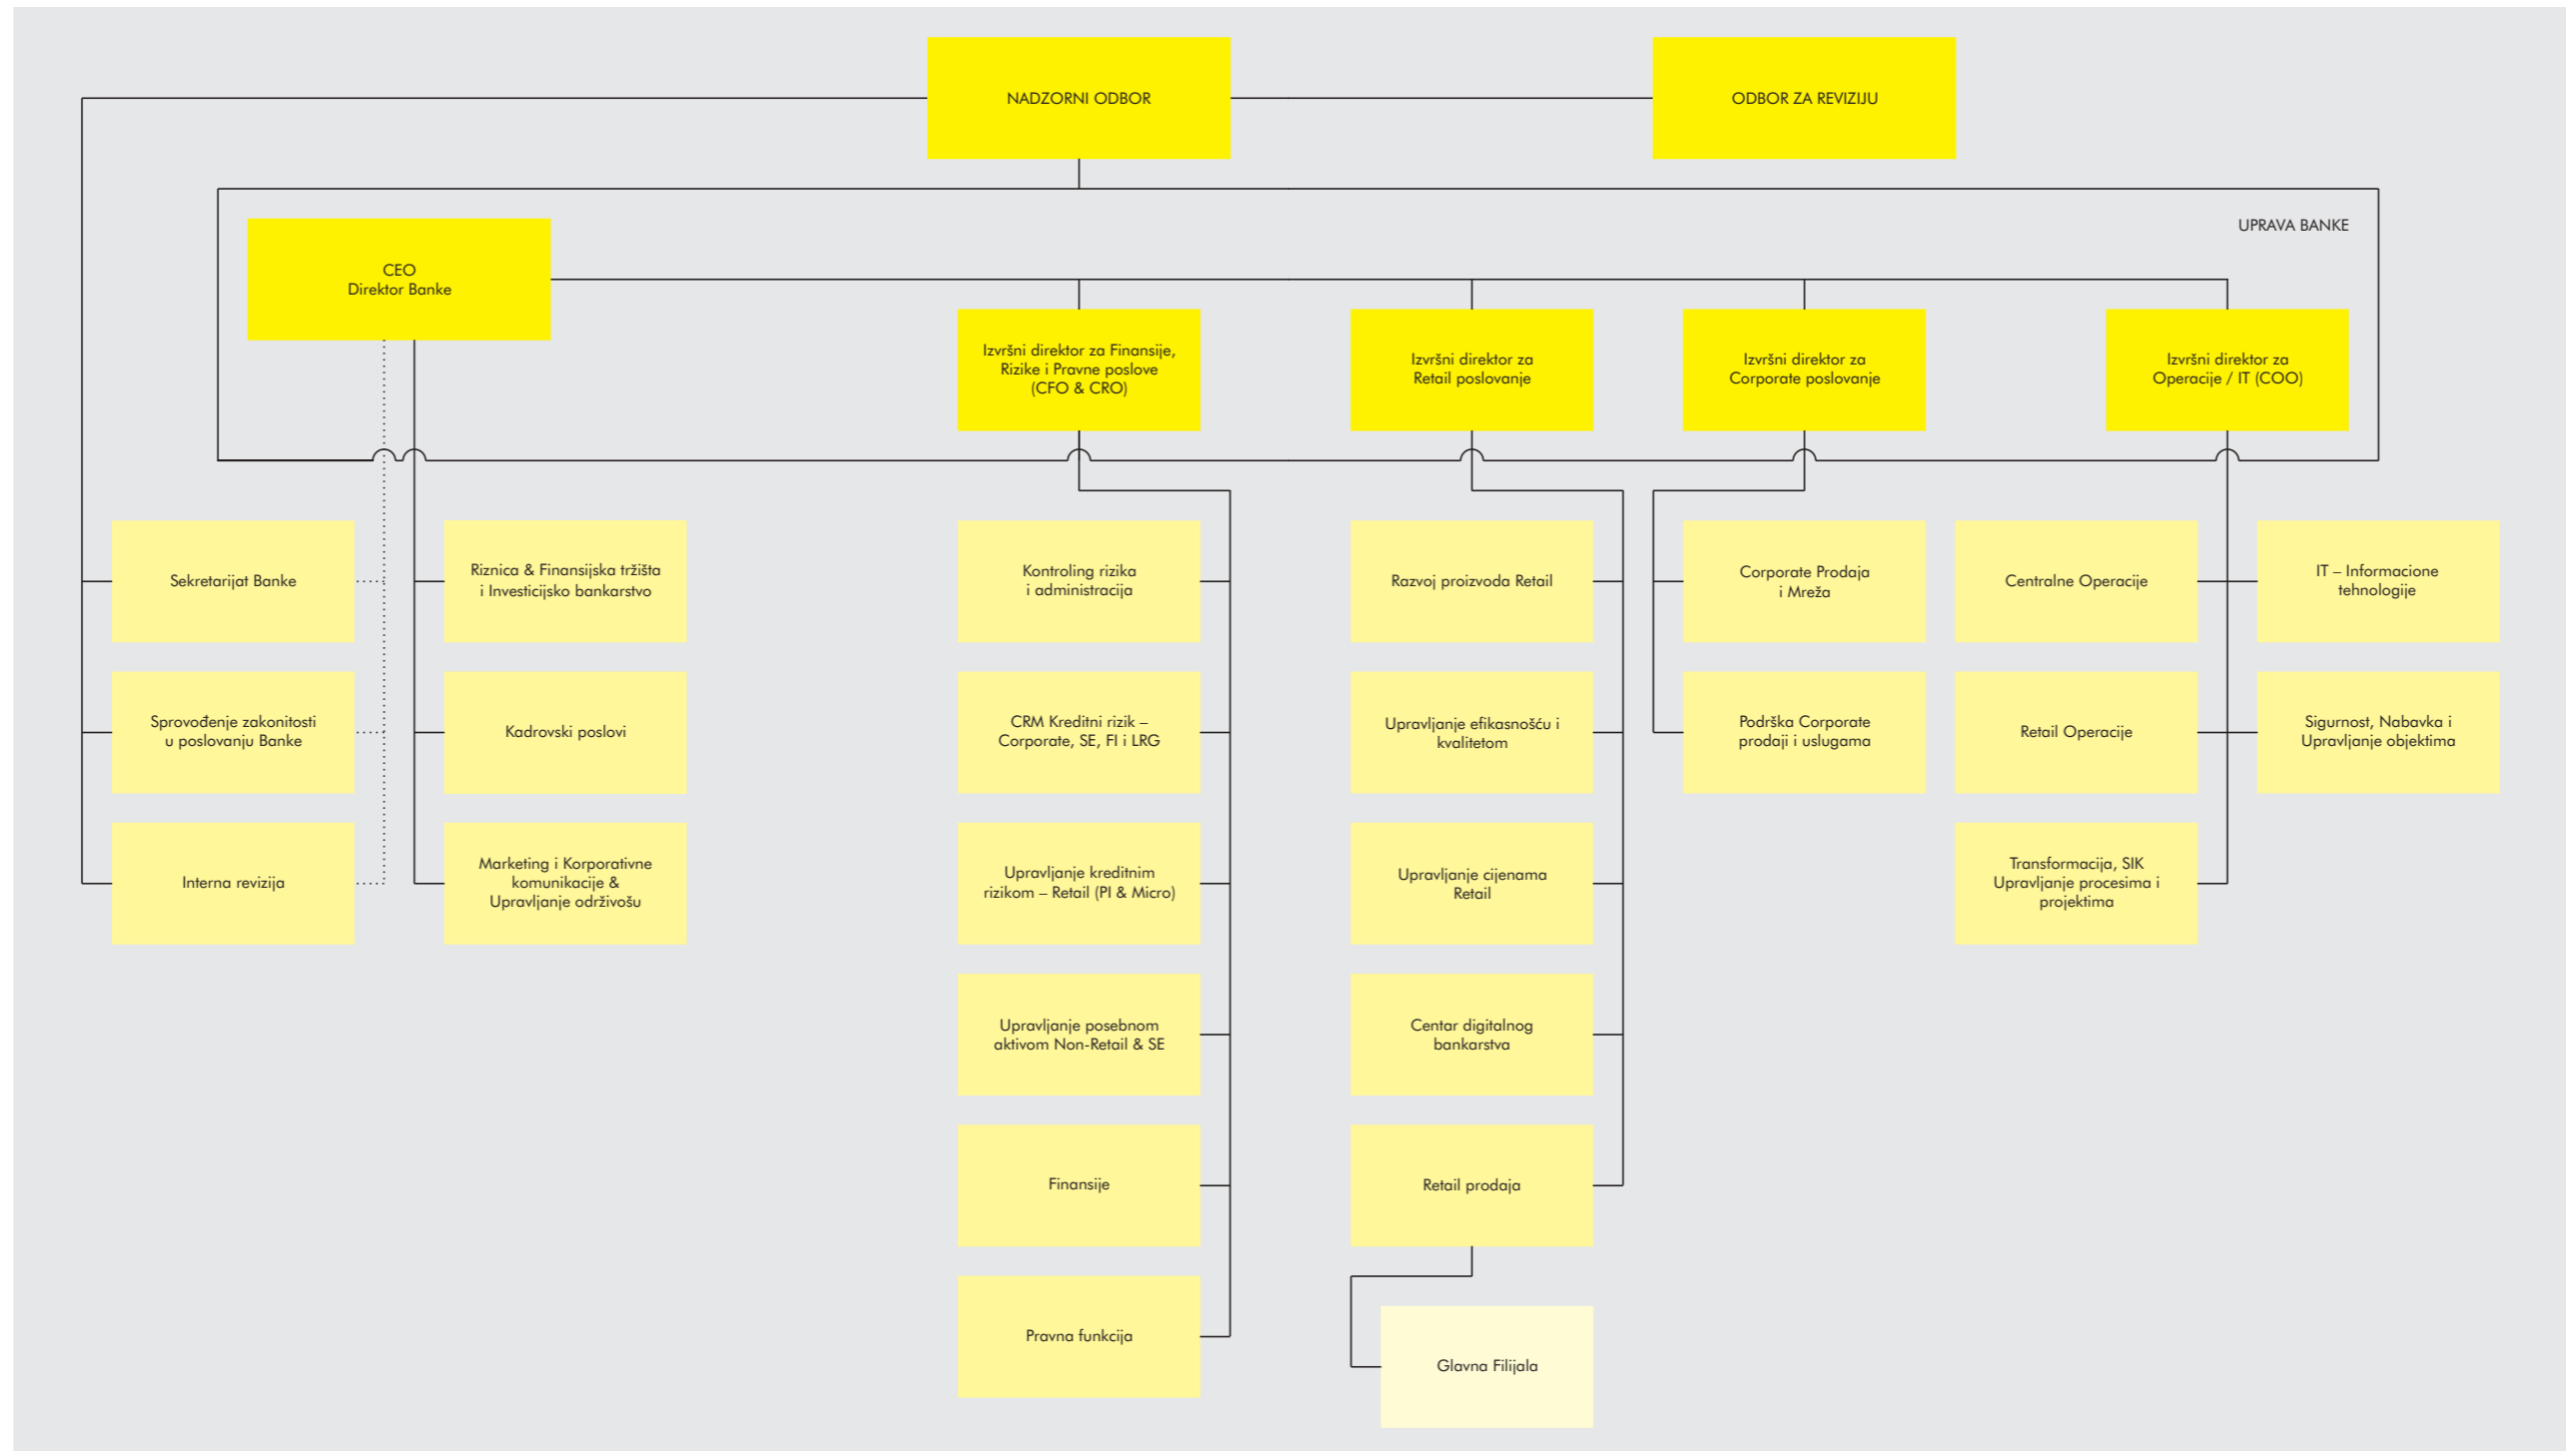 NADZORNI ODBOR
ODBOR ZA REVIZIJU
UPRAVA BANKE
CEO
Direktor Banke
Izvršni direktor za Finansije,
Rizike i Pravne poslove
(CFO & CRO)
Izvršni direktor za
Retail poslovanje
Izvršni direktor za
Corporate poslovanje
Izvršni direktor za
Operacije / IT (COO)
Sekretarijat Banke
Sprovođenje zakonitosti
u poslovanju Banke
Interna revizija
Riznica & Finansijska tržišta
i Investicijsko bankarstvo
Kadrovski poslovi
Marketing i Korporativne
komunikacije &
Upravljanje održivošu
Kontroling rizika
i administracija
CRM Kreditni rizik –
Corporate, SE, FI i LRG
Upravljanje kreditnim
rizikom – Retail (PI & Micro)
Upravljanje posebnom
aktivom Non-Retail & SE
Finansije
Pravna funkcija
Razvoj proizvoda Retail
Upravljanje efikasnošću i
kvalitetom
Upravljanje cijenama
Retail
Centar digitalnog
bankarstva
Retail prodaja
Glavna Filijala
Corporate Prodaja
i Mreža
Podrška Corporate
prodaji i uslugama
Centralne Operacije
Retail Operacije
Transformacija, SIK
Upravljanje procesima i
projektima
IT – Informacione
tehnologije
Sigurnost, Nabavka i
Upravljanje objektima